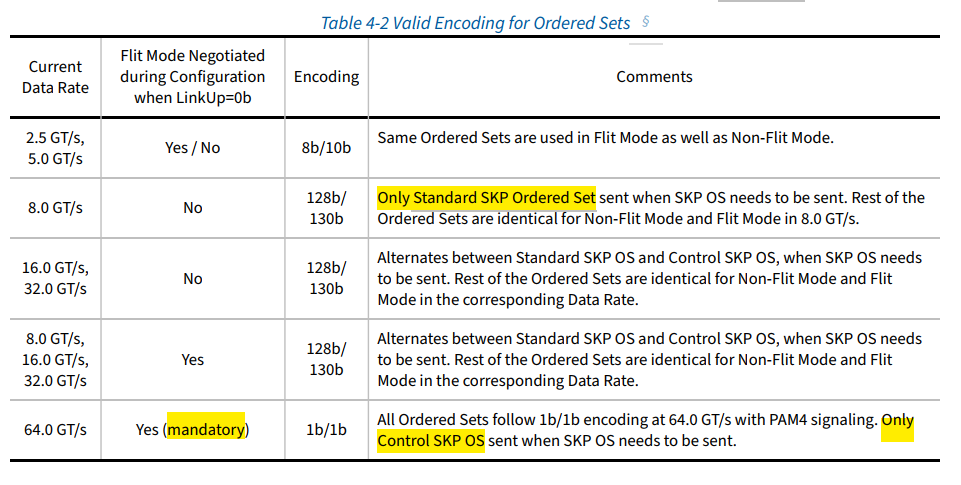 Table 4-2 Valid Encoding for Ordered Sets §
Current
Data Rate
Flit Mode Negotiated
during Configuration
when LinkUp=0b
Encoding
Comments
2.5 GT/s,
5.0 GT/s
Yes / No
8b/10b
Same Ordered Sets are used in Flit Mode as well as Non-Flit Mode.
8.0 GT/s
No
128b/
130b
Only Standard SKP Ordered Set sent when SKP OS needs to be sent. Rest of the
Ordered Sets are identical for Non-Flit Mode and Flit Mode in 8.0 GT/s.
16.0 GT/s,
32.0 GT/s
No
128b/
130b
Alternates between Standard SKP OS and Control SKP OS, when SKP OS needs
to be sent. Rest of the Ordered Sets are identical for Non-Flit Mode and Flit
Mode in the corresponding Data Rate.
8.0 GT/s,
16.0 GT/s,
32.0 GT/s
Yes
128b/
130b
Alternates between Standard SKP OS and Control SKP OS, when SKP OS needs
to be sent. Rest of the Ordered Sets are identical for Non-Flit Mode and Flit
Mode in the corresponding Data Rate.
64.0 GT/s
Yes (mandatory)
1b/1b
All Ordered Sets follow 1b/1b encoding at 64.0 GT/s with PAM4 signaling. Only
Control SKP OS sent when SKP OS needs to be sent.